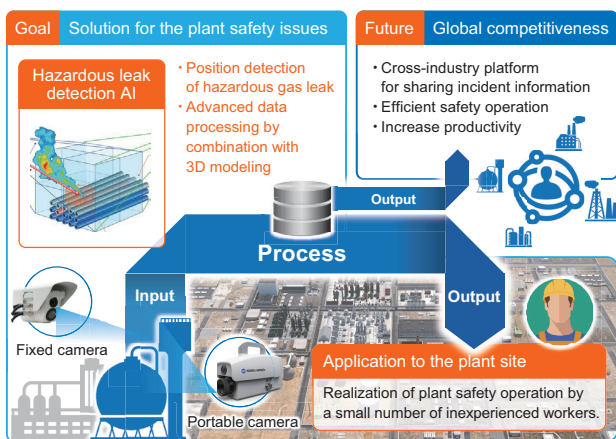 Goal
Solution for the plant safety issues
Hazardous leak
detection AI
・Position detection
of hazardous gas leak
・Advanced data
processing by
combination with
3D modeling
Future
Global competitiveness
・Cross-industry platform
for sharing incident information
・Efficient safety operation
・Increase productivity
Output
Process
Input
Output
Fixed camera
Portable camera
Application to the plant site
Realization of plant safety operation by
a small number of inexperienced workers.